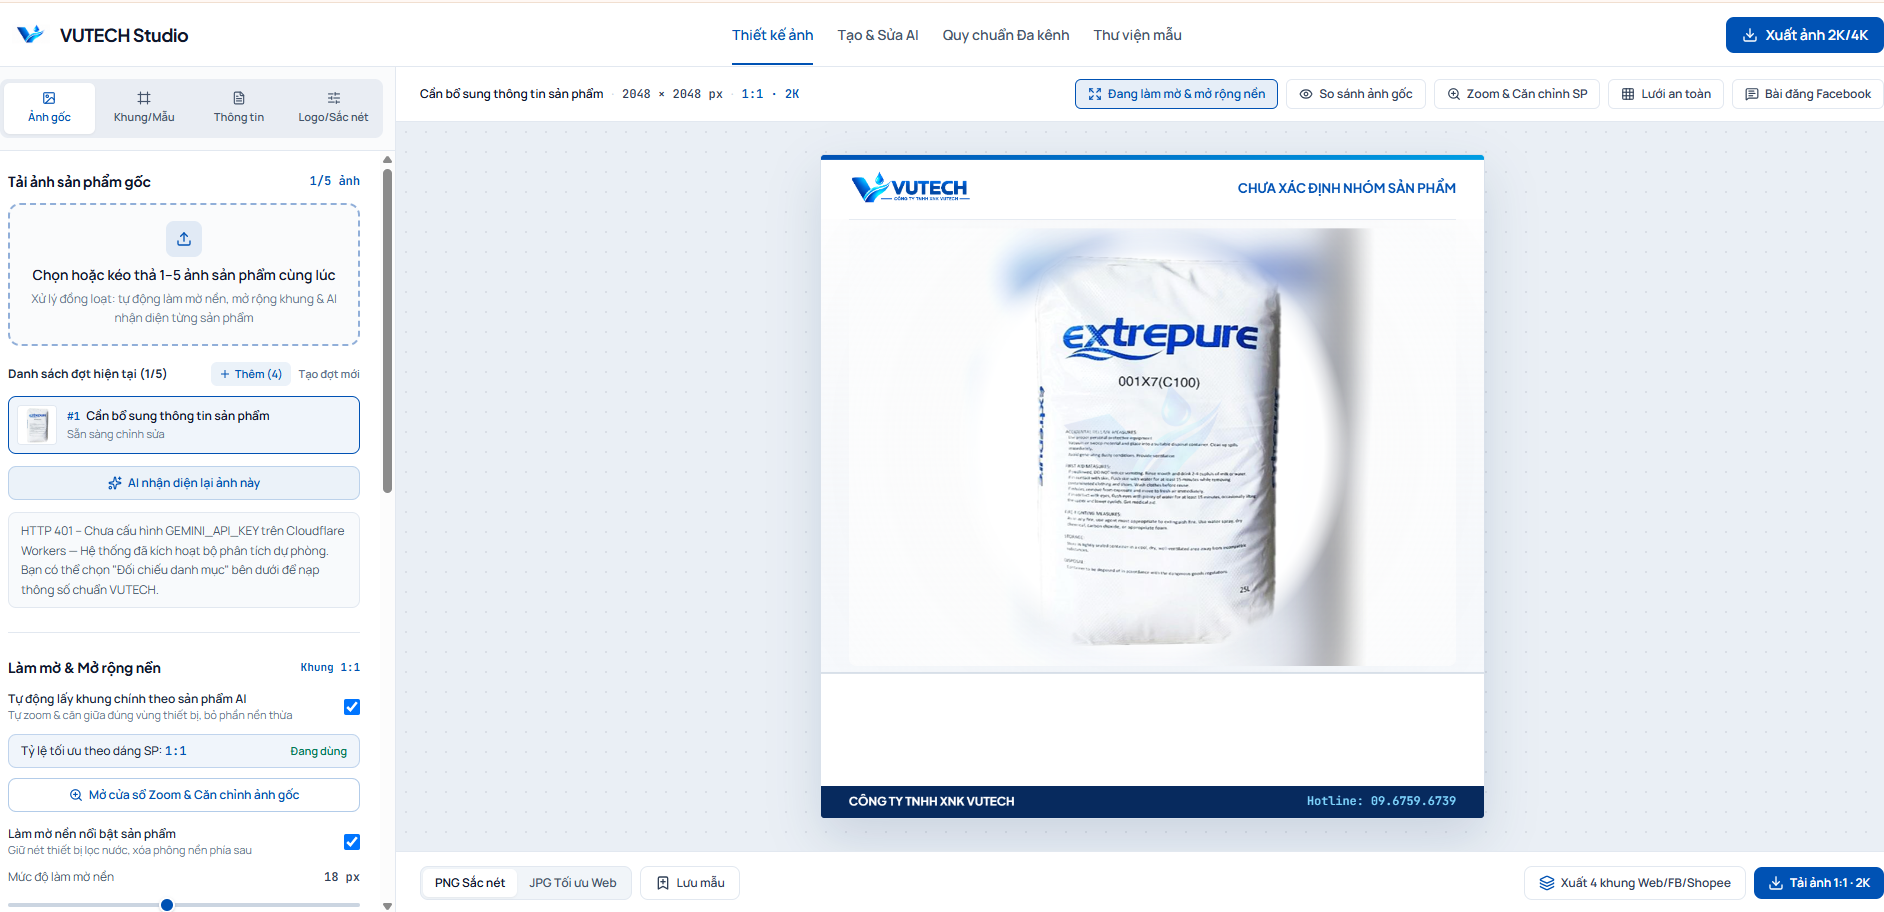 VUTECH Studio
Thiết kế ảnh
Tạo & Sửa AI
Quy chuẩn Đa kênh
Thư viện mẫu
Xuất ảnh 2K/4K
Ảnh gốc
Khung/Mẫu
Thông tin
Logo/Sắc nét
Cần bổ sung thông tin sản phẩm · 2048 × 2048 px · 1:1 · 2K
Đang làm mờ & mở rộng nền
So sánh ảnh gốc
Zoom & Căn chỉnh SP
Lưới an toàn
Bài đăng Facebook
Tải ảnh sản phẩm gốc
1/5 ảnh
Chọn hoặc kéo thả 1–5 ảnh sản phẩm cùng lúc
Xử lý đồng loạt: tự động làm mờ nền, mở rộng khung & AI
nhận diện từng sản phẩm
Danh sách đợt hiện tại (1/5)
+ Thêm (4)
Tạo đợt mới
#1 Cần bổ sung thông tin sản phẩm
Sẵn sàng chỉnh sửa
AI nhận diện lại ảnh này
HTTP 401 – Chưa cấu hình GEMINI_API_KEY trên Cloudflare
Workers — Hệ thống đã kích hoạt bộ phân tích dự phòng.
Bạn có thể chọn "Đối chiếu danh mục" bên dưới để nạp
thông số chuẩn VUTECH.
Làm mờ & Mở rộng nền
Khung 1:1
Tự động lấy khung chính theo sản phẩm AI
Tự zoom & căn giữa đúng vùng thiết bị, bỏ phần nền thừa
Tỷ lệ tối ưu theo dáng SP: 1:1
Đang dùng
Mở cửa sổ Zoom & Căn chỉnh ảnh gốc
Làm mờ nền nổi bật sản phẩm
Giữ nét thiết bị lọc nước, xóa phông nền phía sau
Mức độ làm mờ nền
18 px
VUTECH
CÔNG TY TNHH XNK VUTECH
CHƯA XÁC ĐỊNH NHÓM SẢN PHẨM
extrepure
001X7(C100)
FIRST AID MEASURES:
25L
CÔNG TY TNHH XNK VUTECH
Hotline: 09.6759.6739
PNG Sắc nét
JPG Tối ưu Web
Lưu mẫu
Xuất 4 khung Web/FB/Shopee
Tải ảnh 1:1 · 2K